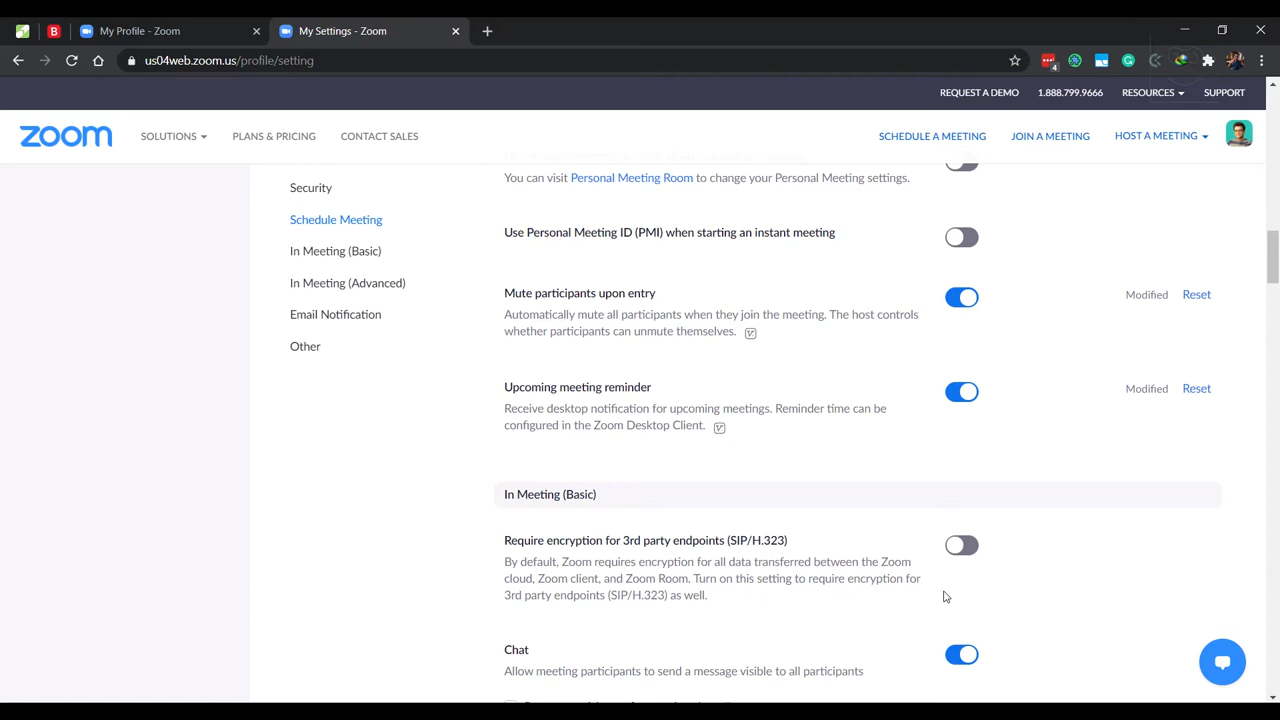 B
My Profile - Zoom
My Settings - Zoom
us04web.zoom.us/profile/setting
4
REQUEST A DEMO
1.888.799.9666
RESOURCES
SUPPORT
zoom
SOLUTIONS
PLANS & PRICING
CONTACT SALES
SCHEDULE A MEETING
JOIN A MEETING
HOST A MEETING
Security
Schedule Meeting
In Meeting (Basic)
In Meeting (Advanced)
Email Notification
Other
You can visit Personal Meeting Room to change your Personal Meeting settings.
Use Personal Meeting ID (PMI) when starting an instant meeting
Mute participants upon entry
Modified
Reset
Automatically mute all participants when they join the meeting. The host controls
whether participants can unmute themselves.
Upcoming meeting reminder
Modified
Reset
Receive desktop notification for upcoming meetings. Reminder time can be
configured in the Zoom Desktop Client.
In Meeting (Basic)
Require encryption for 3rd party endpoints (SIP/H.323)
By default, Zoom requires encryption for all data transferred between the Zoom
cloud, Zoom client, and Zoom Room. Turn on this setting to require encryption for
3rd party endpoints (SIP/H.323) as well.
Chat
Allow meeting participants to send a message visible to all participants